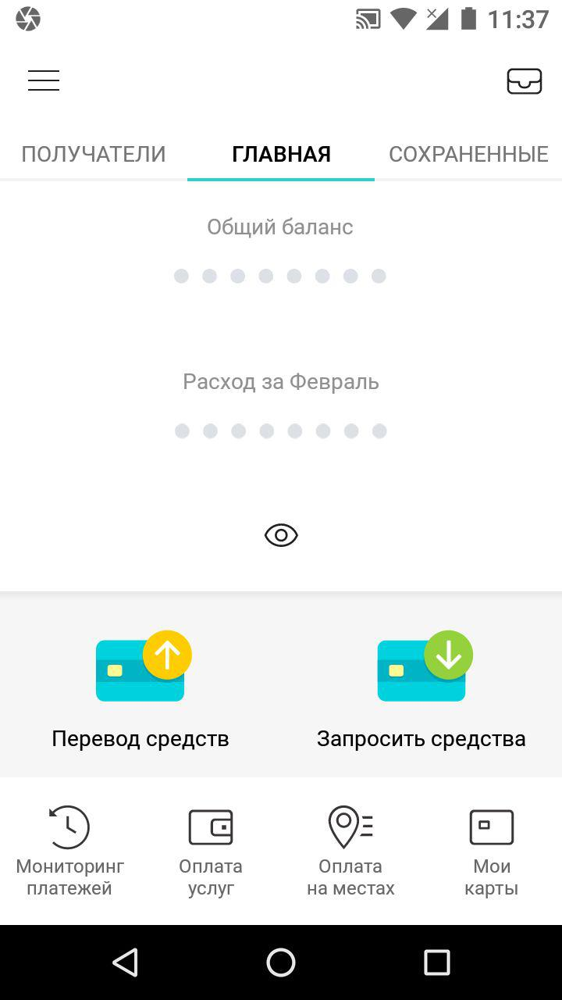 11:37
ПОЛУЧАТЕЛИ ГЛАВНАЯ СОХРАНЕННЫЕ
Общий баланс
Расход за Февраль
Перевод средств Запросить средства
Мониторинг Оплата Оплата Мои
платежей услуг на местах карты